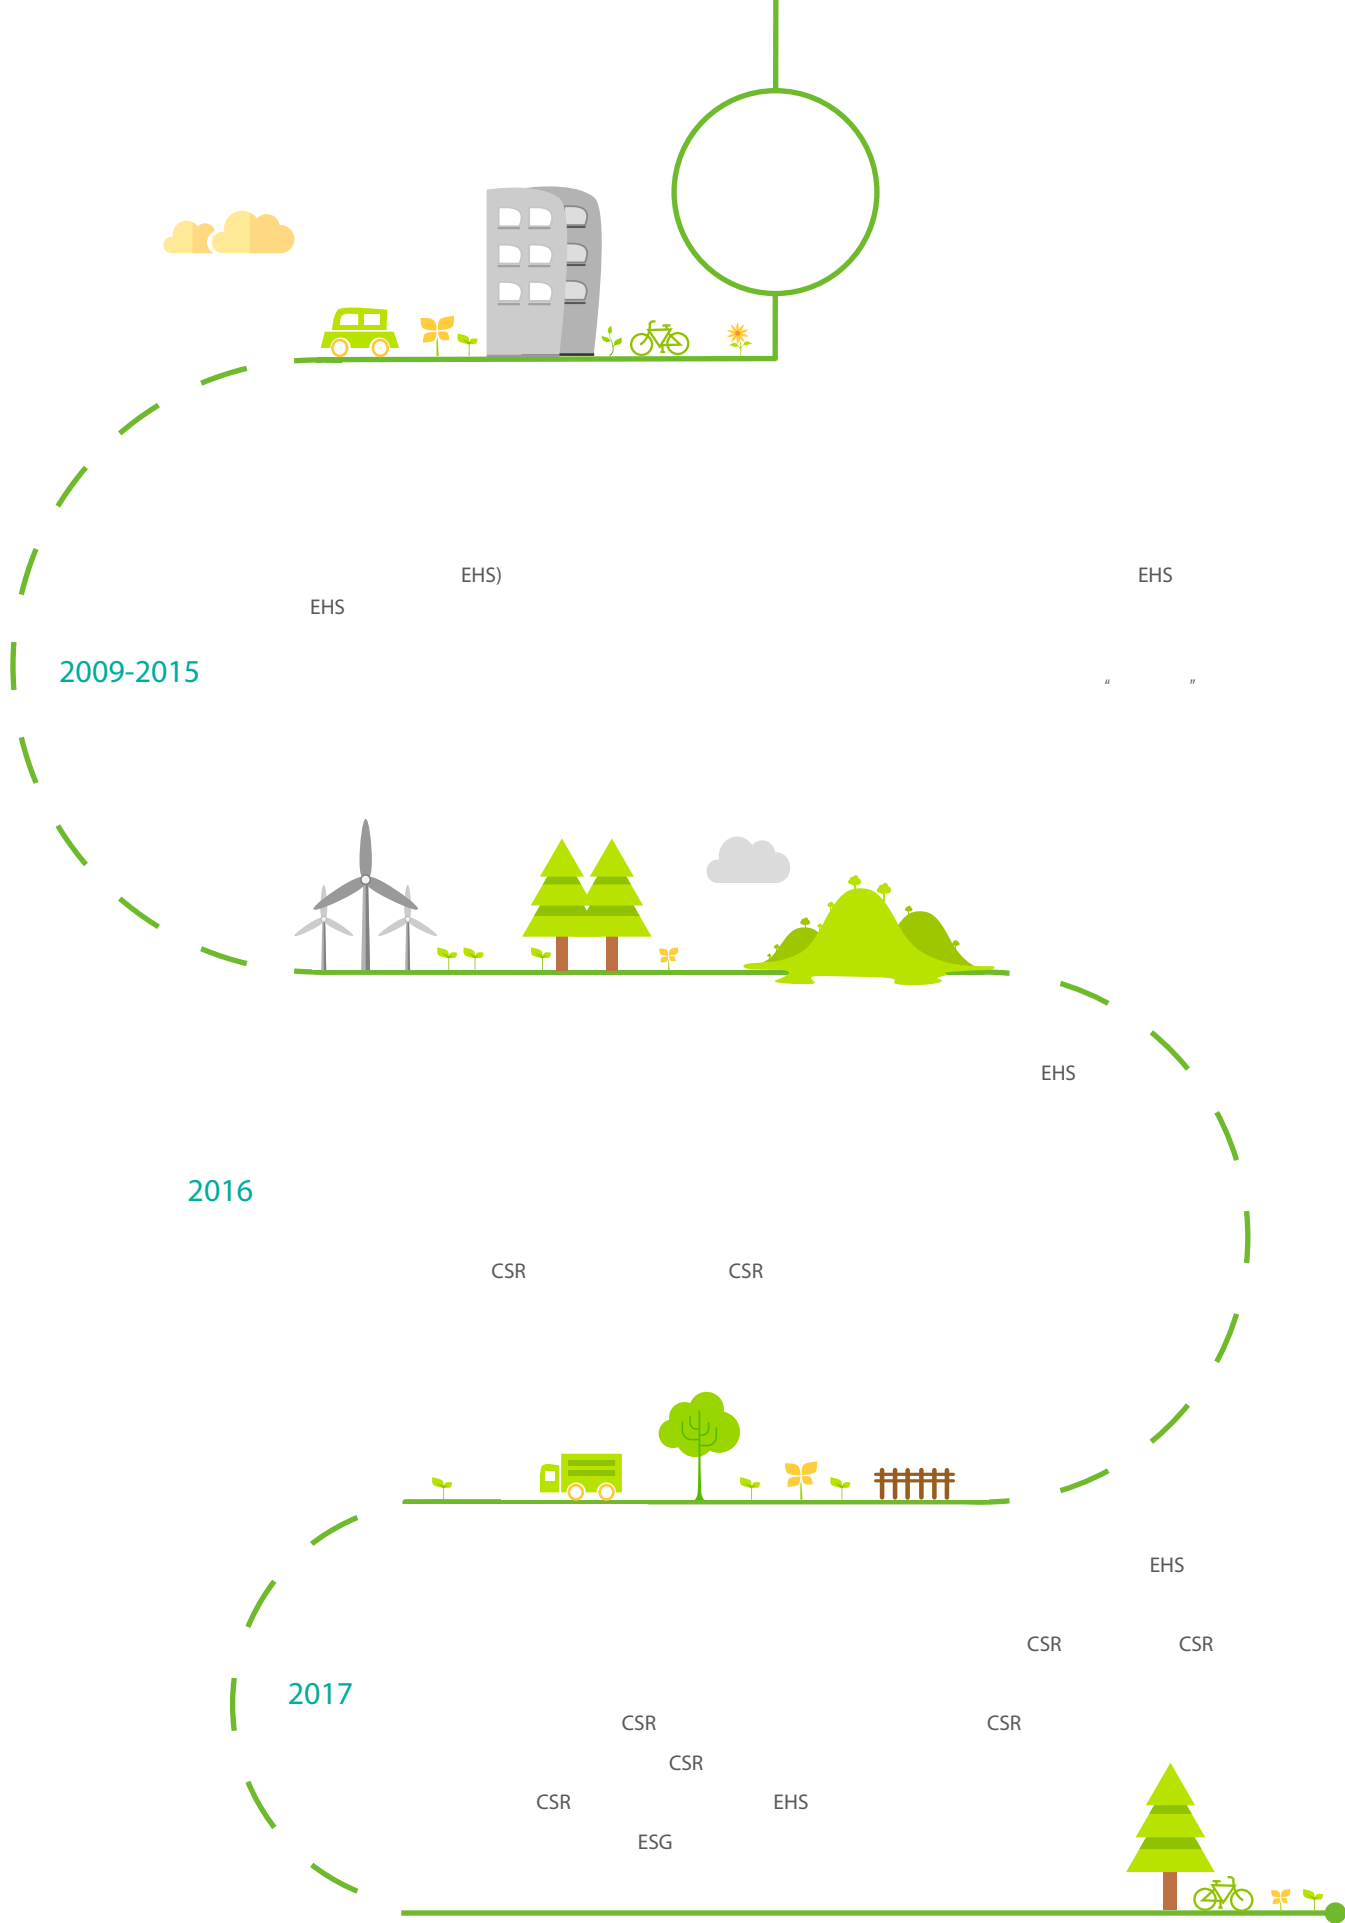 EHS) EHS
EHS
2009-2015
“ ”
EHS
2016
CSR CSR
EHS
CSR CSR
2017
CSR CSR
CSR
CSR EHS
ESG